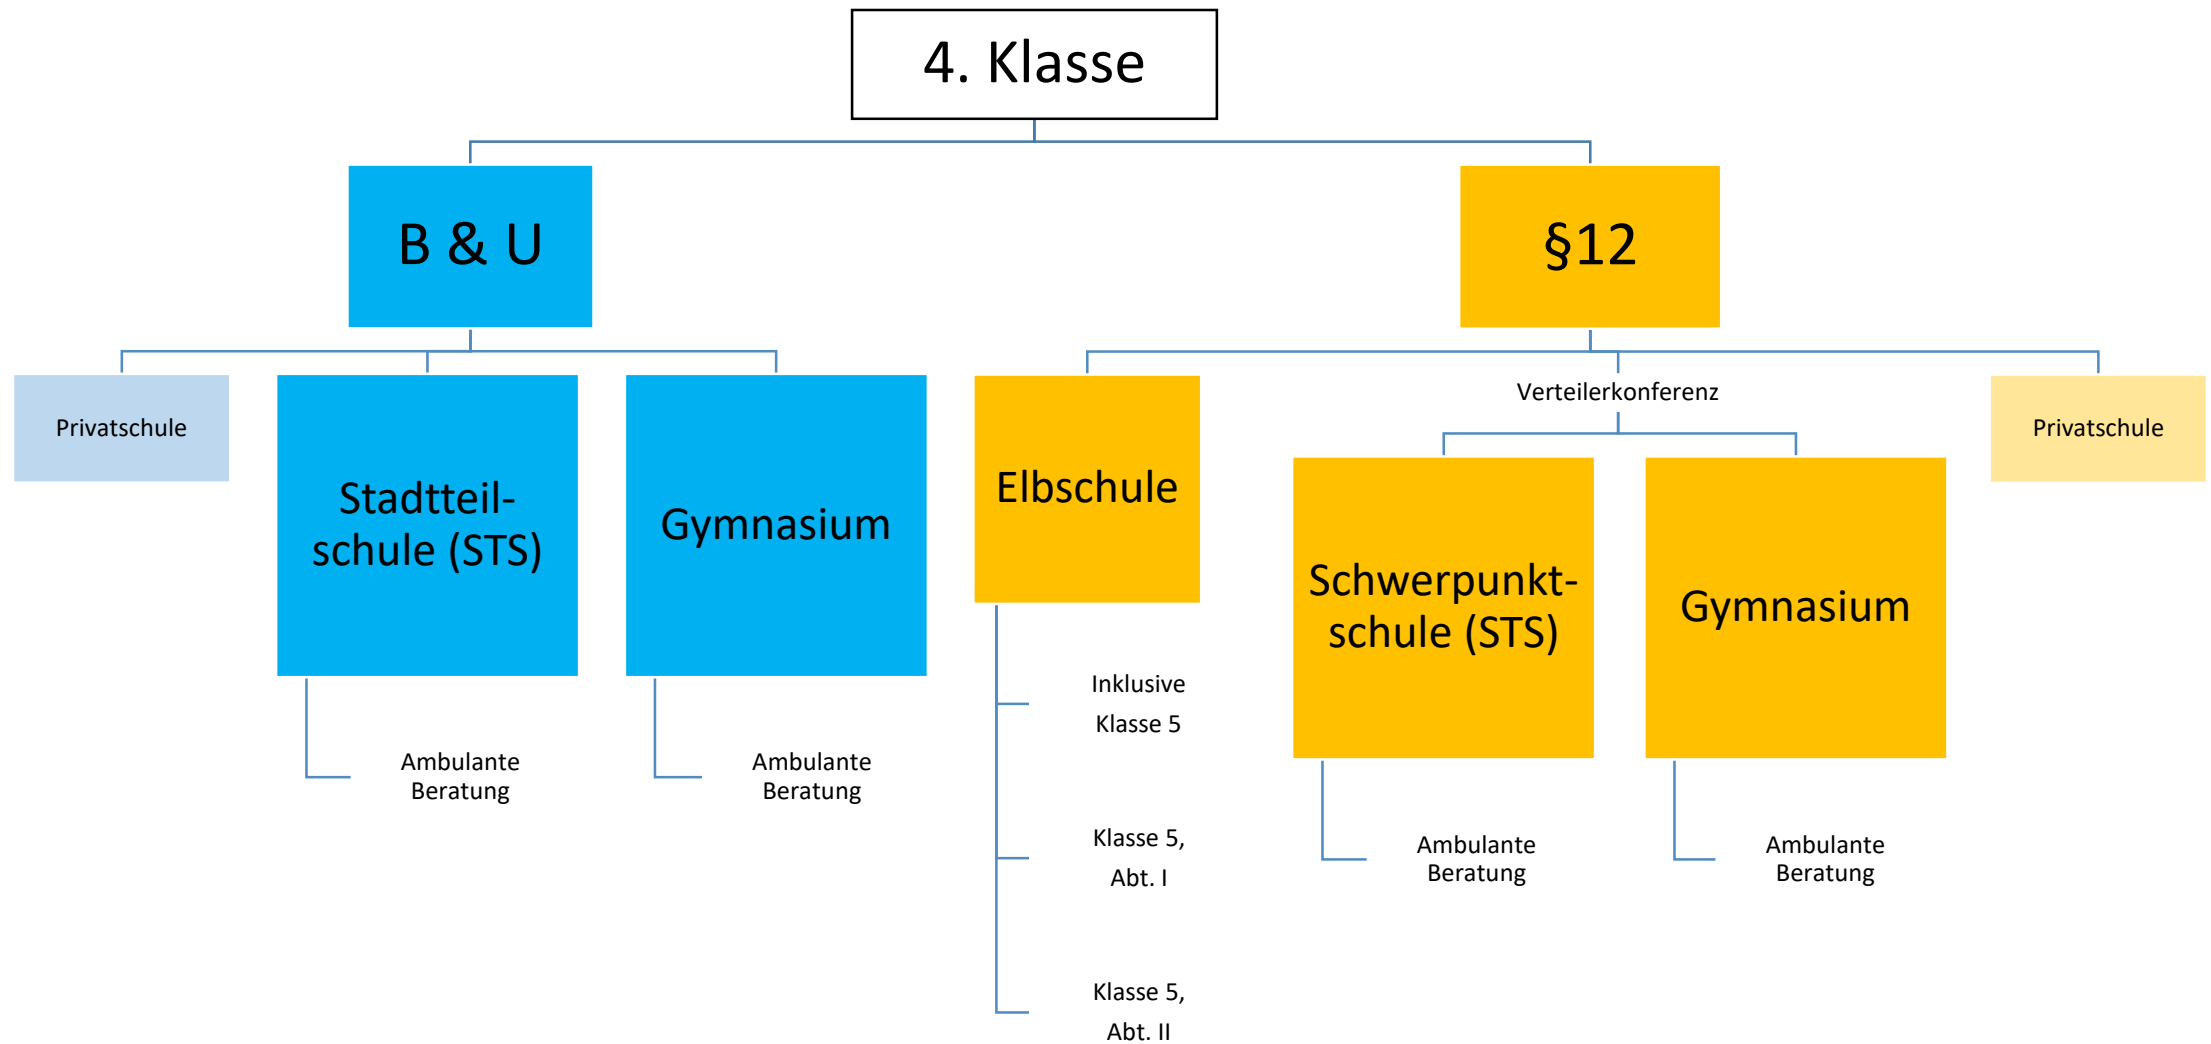 4. Klasse
B & U
§12
Privatschule
Stadtteil-
schule (STS)
Gymnasium
Elbschule
Verteilerkonferenz
Privatschule
Schwerpunkt-
schule (STS)
Gymnasium
Ambulante
Beratung
Ambulante
Beratung
Inklusive
Klasse 5
Klasse 5,
Abt. I
Klasse 5,
Abt. II
Ambulante
Beratung
Ambulante
Beratung